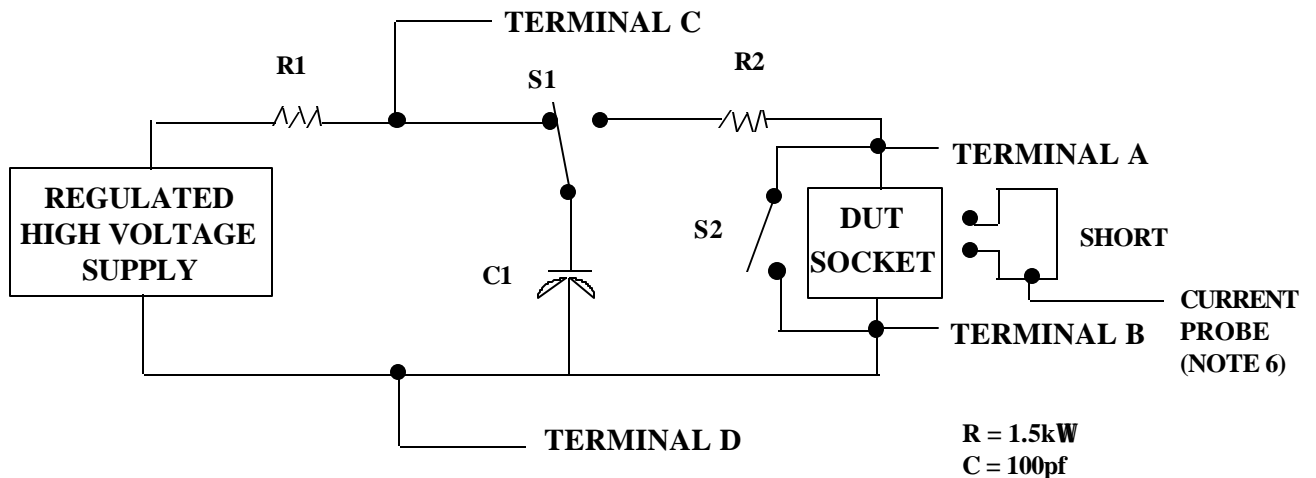 TERMINAL C
R1
S1
R2
TERMINAL A
REGULATED
HIGH VOLTAGE
SUPPLY
DUT
SOCKET
S2
SHORT
C1
CURRENT
PROBE
(NOTE 6)
TERMINAL B
TERMINAL D
R = 1.5kW
C = 100pf